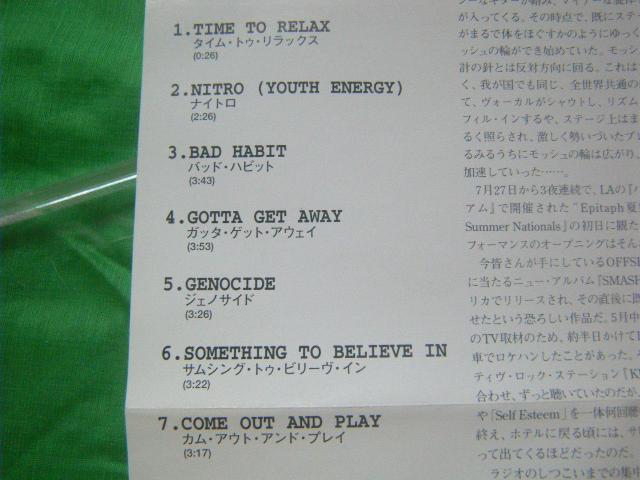 1.TIME TO RELAX
タイム・トゥ・リラックス
(0:26)
2.NITRO (YOUTH ENERGY)
ナイトロ
(2:26)
3.BAD HABIT
バッド・ハビット
(3:43)
4.GOTTA GET AWAY
ガッタ・ゲット・アウェイ
(3:53)
5.GENOCIDE
ジェノサイド
(3:26)
6.SOMETHING TO BELIEVE IN
サムシング・トゥ・ビリーヴ・イン
(3:22)
7.COME OUT AND PLAY
カム・アウト・アンド・プレイ
(3:17)
が入ってくる。その時点で、既にステー
がまるで体をほぐすかのようにゆっく
ッシュの輪ができ始めていた。モッシ
計の針とは反対方向に回る。これは
く、我が国でも同じ、全世界共通の
て、ヴォーカルがシャウトし、リズム
フィル・インするや、ステージ上はま
るく照らされ、激しく勢いづいたプレ
るみるうちにモッシュの輪は広がり、
加速していった……。
7月27日から3夜連続で、LAの『パ
アム』で開催された“Epitaph夏
Summer Nationals』の初日に観た
フォーマンスのオープニングはそん
今皆さんが手にしているOFFSP
に当たるニュー・アルバム『SMASH
リカでリリースされ、その直後に既
せたという恐ろしい作品だ。5月中
のTV取材のため、約半日かけて
車でロケハンしたことがあった。
ティヴ・ロック・ステーション『K
合わせ、ずっと聴いていたのだが、
や「Self Esteem」を一体何回聴
終え、ホテルに戻る頃には、サ
って出てくるほどだったのだ。
ラジオのしつこいまでの集中